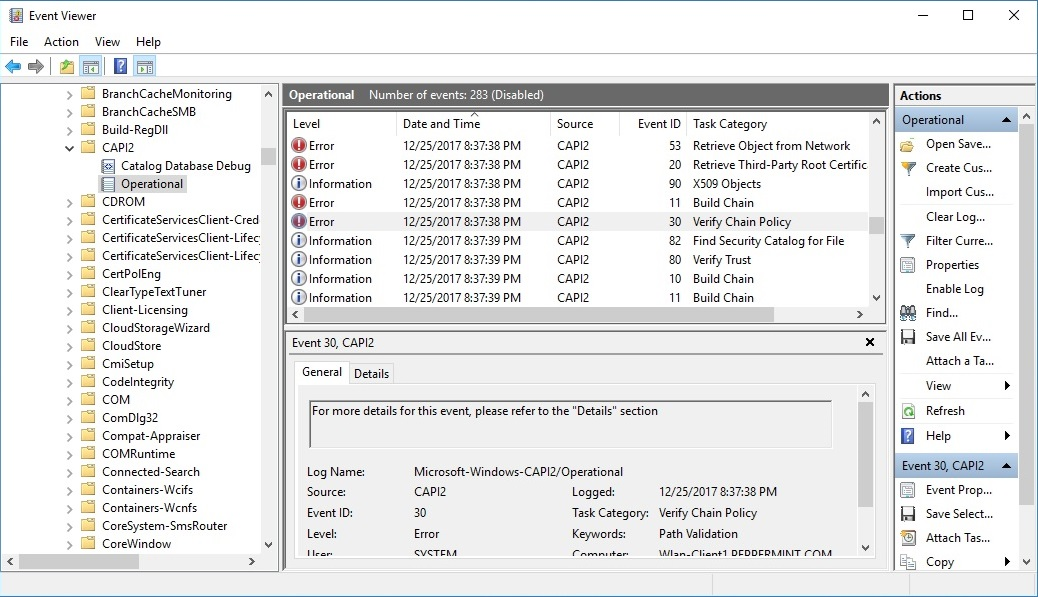 Event Viewer
File Action View Help
BranchCacheMonitoring
BranchCacheSMB
Build-RegDll
CAPI2
Catalog Database Debug
Operational
CDROM
CertificateServicesClient-Cred
CertificateServicesClient-Lifec
CertificateServicesClient-Lifec
CertPolEng
ClearTypeTextTuner
Client-Licensing
CloudStorageWizard
CloudStore
CmiSetup
CodeIntegrity
COM
ComDlg32
Compat-Appraiser
COMRuntime
Connected-Search
Containers-Wcifs
Containers-Wcnfs
CoreSystem-SmsRouter
CoreWindow
Operational Number of events: 283 (Disabled)
Level Date and Time Source Event ID Task Category
Error 12/25/2017 8:37:38 PM CAPI2 53 Retrieve Object from Network
Error 12/25/2017 8:37:38 PM CAPI2 20 Retrieve Third-Party Root Certific
Information 12/25/2017 8:37:38 PM CAPI2 90 X509 Objects
Error 12/25/2017 8:37:38 PM CAPI2 11 Build Chain
Error 12/25/2017 8:37:38 PM CAPI2 30 Verify Chain Policy
Information 12/25/2017 8:37:39 PM CAPI2 82 Find Security Catalog for File
Information 12/25/2017 8:37:39 PM CAPI2 80 Verify Trust
Information 12/25/2017 8:37:39 PM CAPI2 10 Build Chain
Information 12/25/2017 8:37:39 PM CAPI2 11 Build Chain
Event 30, CAPI2
General Details
For more details for this event, please refer to the "Details" section
Log Name: Microsoft-Windows-CAPI2/Operational
Source: CAPI2 Logged: 12/25/2017 8:37:38 PM
Event ID: 30 Task Category: Verify Chain Policy
Level: Error Keywords: Path Validation
User: SYSTEM Computer: Wlan-Client1.PEPPERMINT.COM
Actions
Operational
Open Save...
Create Cus...
Import Cus...
Clear Log...
Filter Curre...
Properties
Enable Log
Find...
Save All Ev...
Attach a Ta...
View
Refresh
Help
Event 30, CAPI2
Event Prop...
Save Select...
Attach Tas...
Copy